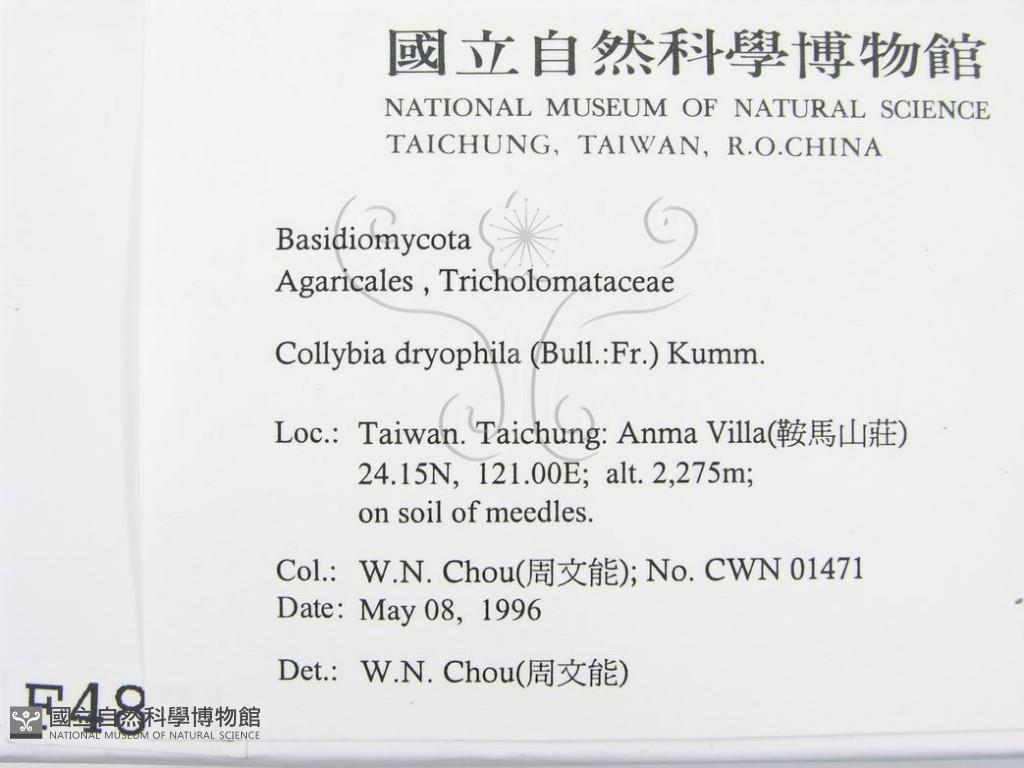 國立自然科學博物館
NATIONAL MUSEUM OF NATURAL SCIENCE
TAICHUNG, TAIWAN, R.O.CHINA
Basidiomycota
Agaricales , Tricholomataceae
Collybia dryophila (Bull.:Fr.) Kumm.
Loc.: Taiwan. Taichung: Anma Villa(鞍馬山莊)
24.15N, 121.00E; alt. 2,275m;
on soil of meedles.
Col.: W.N. Chou(周文能); No. CWN 01471
Date: May 08, 1996
Det.: W.N. Chou(周文能)
F48
國立自然科學博物館
NATIONAL MUSEUM OF NATURAL SCIENCE